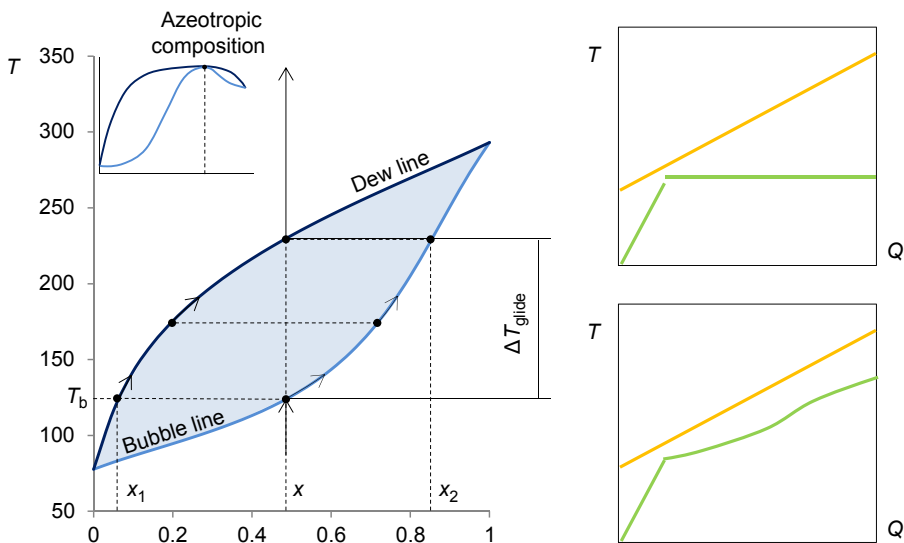 Azeotropic
composition
T
350
300
250
200
150
T_b
100
50
Dew line
Bubble line
ΔT_glide
x_1
x
x_2
0
0.2
0.4
0.6
0.8
1
T
Q
T
Q